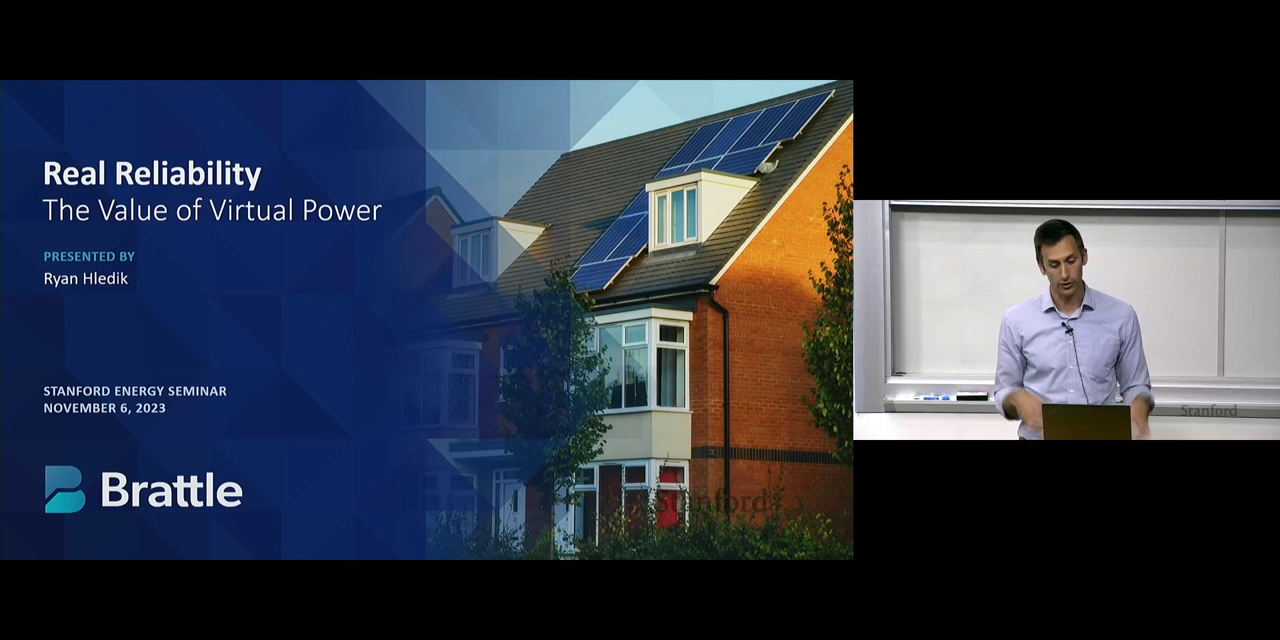 Real Reliability
The Value of Virtual Power
PRESENTED BY
Ryan Hledik
STANFORD ENERGY SEMINAR
NOVEMBER 6, 2023
Brattle
Stanford
Stanford